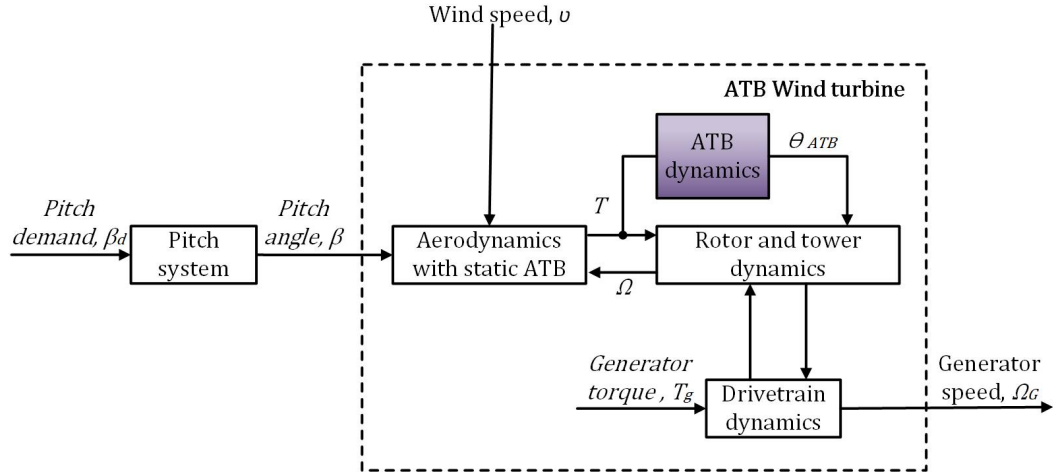 Wind speed, υ
ATB Wind turbine
ATB
dynamics
θ ATB
Pitch
demand, βd
Pitch
system
Pitch
angle, β
T
Aerodynamics
with static ATB
Rotor and tower
dynamics
Ω
Generator
torque , Tg
Drivetrain
dynamics
Generator
speed, ΩG